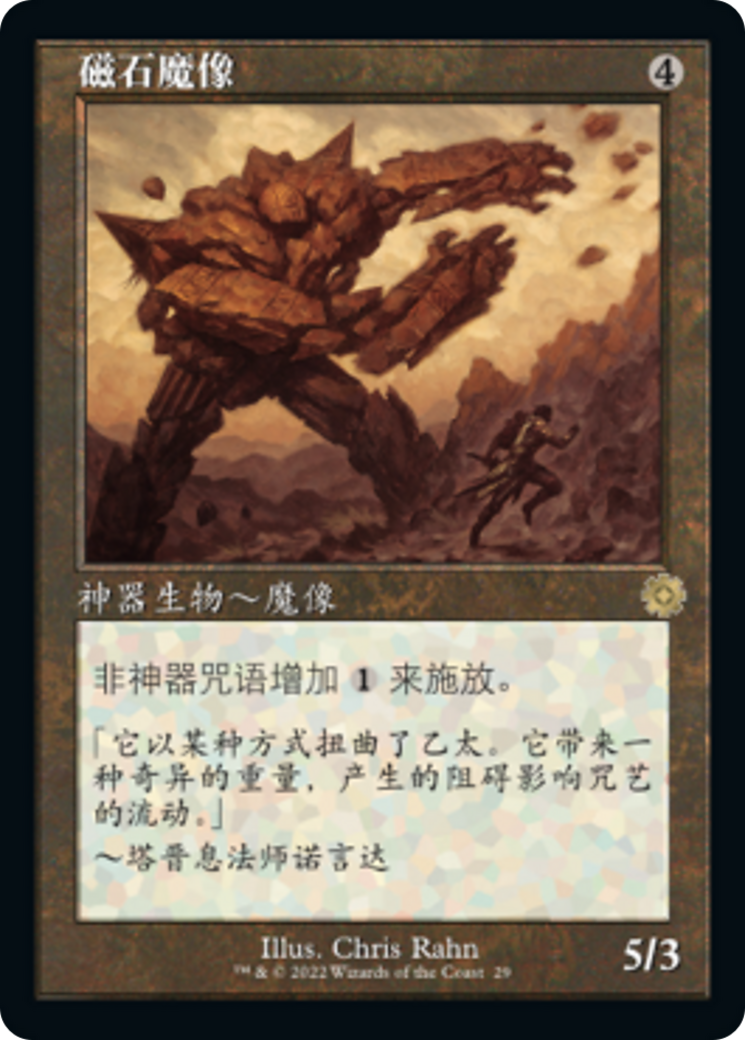 磁石魔像 4
神器生物～魔像
非神器咒语增加 1 来施放。
「它以某种方式扭曲了乙太。它带来一
种奇异的重量，产生的阻碍影响咒艺
的流动。」
～塔晋息法师诺言达
Illus. Chris Rahn
™ & © 2022 Wizards of the Coast 29
5/3